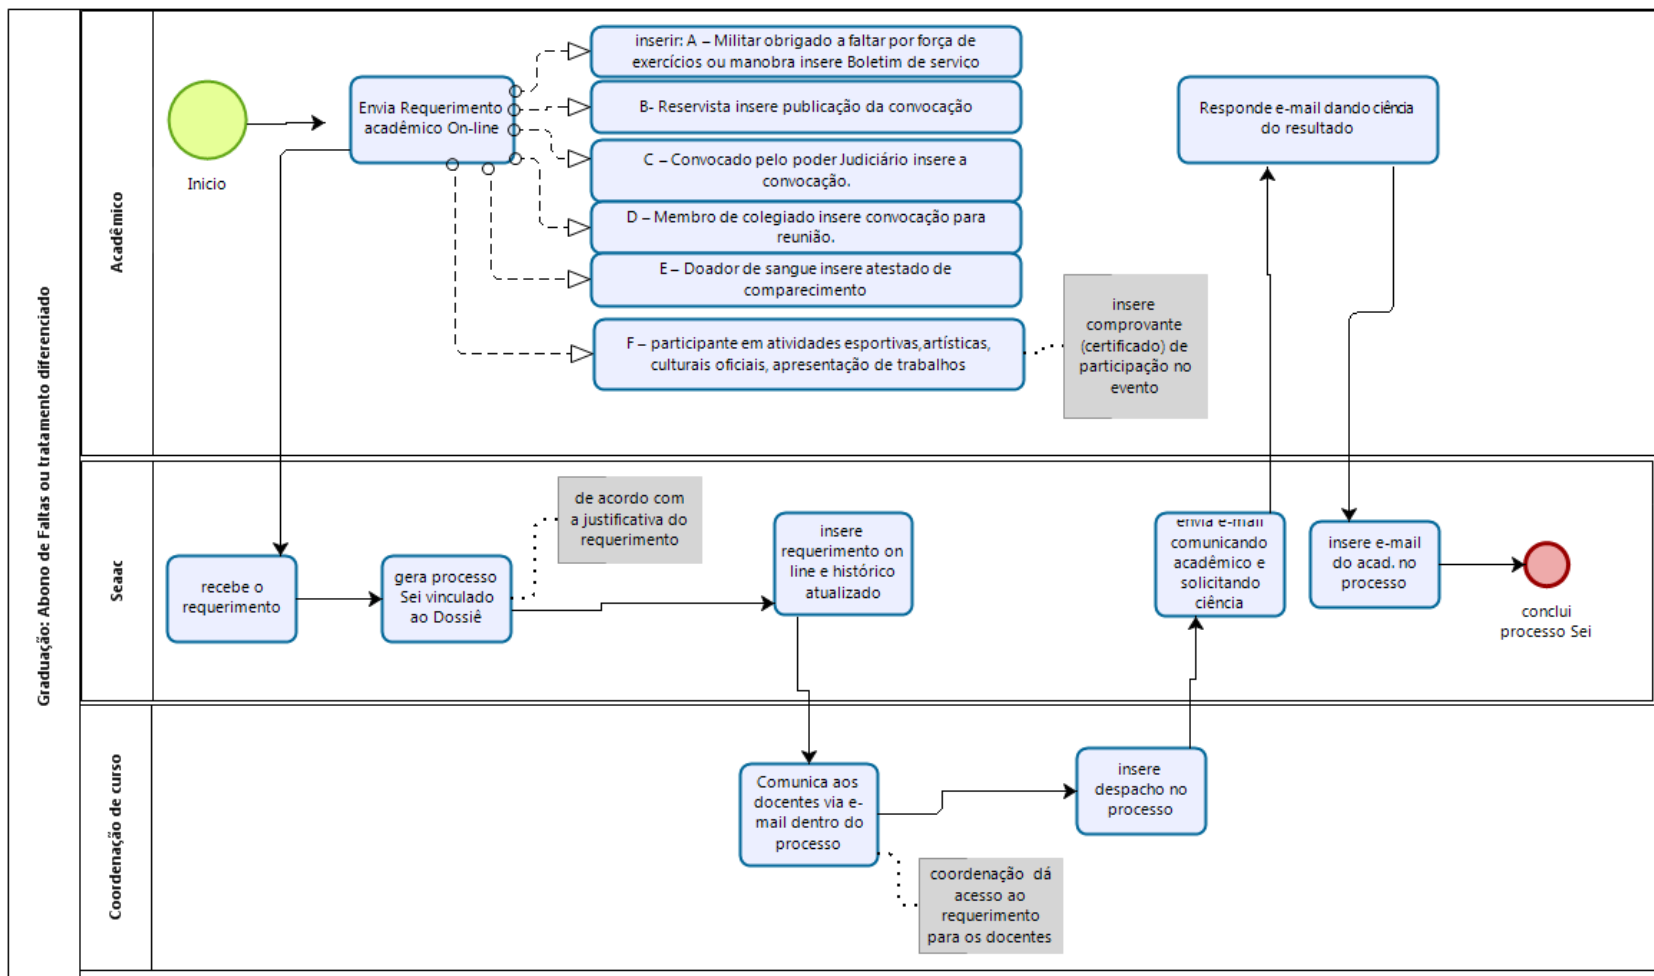 Graduação: Abono de Faltas ou tratamento diferenciado
Acadêmico
Inicio
Envia Requerimento
acadêmico On-line
inserir: A – Militar obrigado a faltar por força de
exercícios ou manobra insere Boletim de servico
B- Reservista insere publicação da convocação
C – Convocado pelo poder Judiciário insere a
convocação.
D – Membro de colegiado insere convocação para
reunião.
E – Doador de sangue insere atestado de
comparecimento
F – participante em atividades esportivas,artísticas,
culturais oficiais, apresentação de trabalhos
insere
comprovante
(certificado) de
participação no
evento
Responde e-mail dando ciência
do resultado
Seaac
recebe o
requerimento
gera processo
Sei vinculado
ao Dossiê
de acordo com
a justificativa do
requerimento
insere
requerimento on
line e histórico
atualizado
envia e-mail
comunicando
acadêmico e
solicitando
ciência
insere e-mail
do acad. no
processo
conclui
processo Sei
Coordenação de curso
Comunica aos
docentes via e-
mail dentro do
processo
coordenação dá
acesso ao
requerimento
para os docentes
insere
despacho no
processo